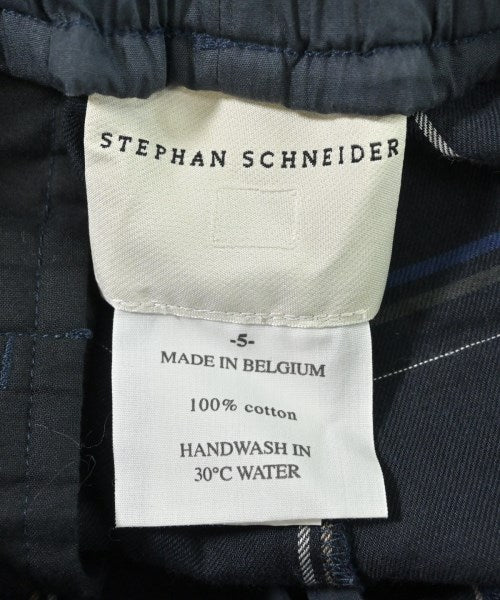 STEPHAN SCHNEIDER
-5-
MADE IN BELGIUM
100% cotton
HANDWASH IN
30°C WATER